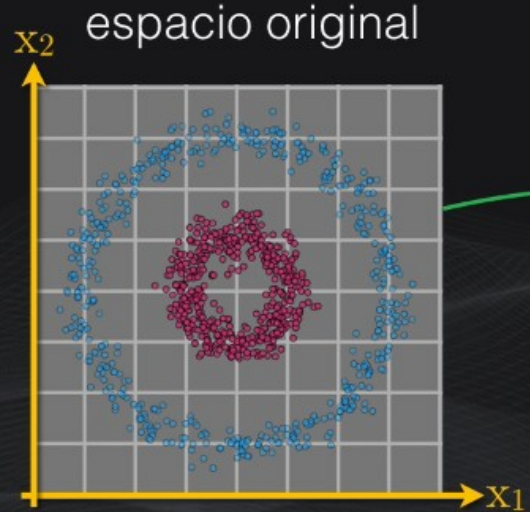 espacio original
x₂
x₁